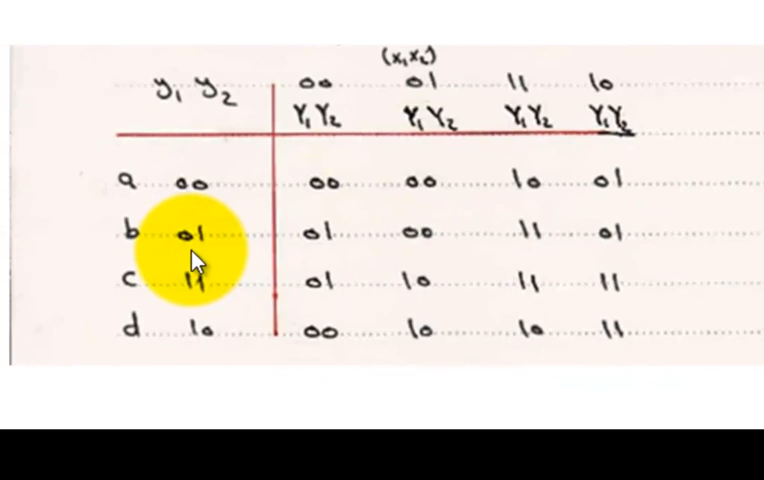 (x₁x₂)
y₁ y₂ 00 01 11 10
Y₁Y₂ Y₁Y₂ Y₁Y₂ Y₁Y₂
a 00 00 00 10 01
b 01 01 00 11 01
c 11 01 10 11 11
d 10 00 10 10 11